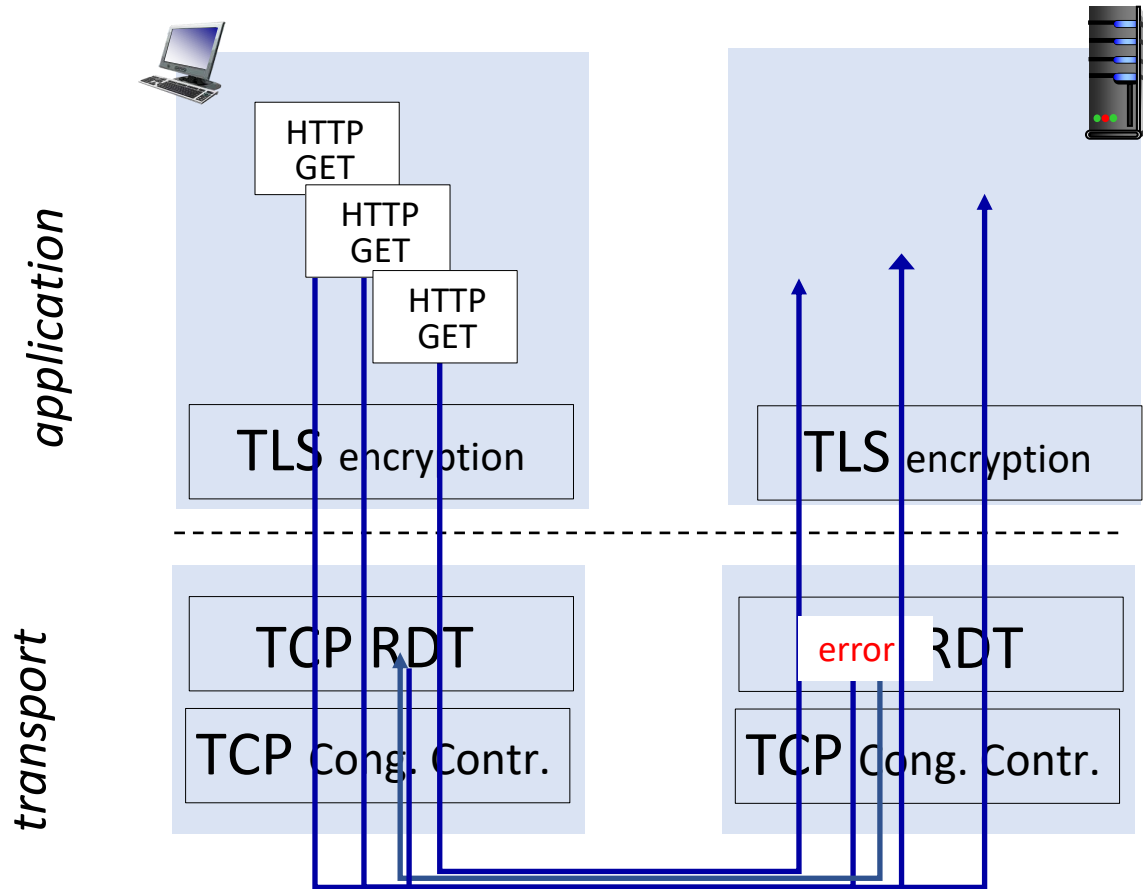 application
HTTP
GET
HTTP
GET
HTTP
GET
TLS encryption
TLS encryption
transport
TCP RDT
error RDT
TCP Cong. Contr.
TCP Cong. Contr.